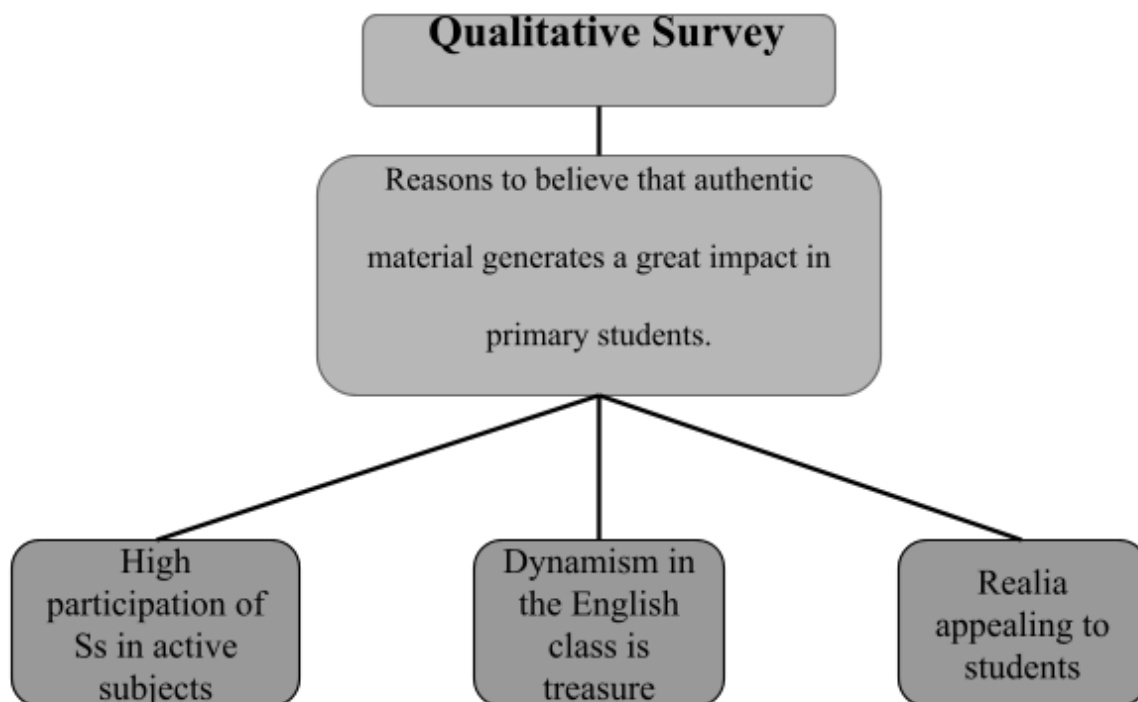 Qualitative Survey
Reasons to believe that authentic
material generates a great impact in
primary students.
High
participation of
Ss in active
subjects
Dynamism in
the English
class is
treasure
Realia
appealing to
students